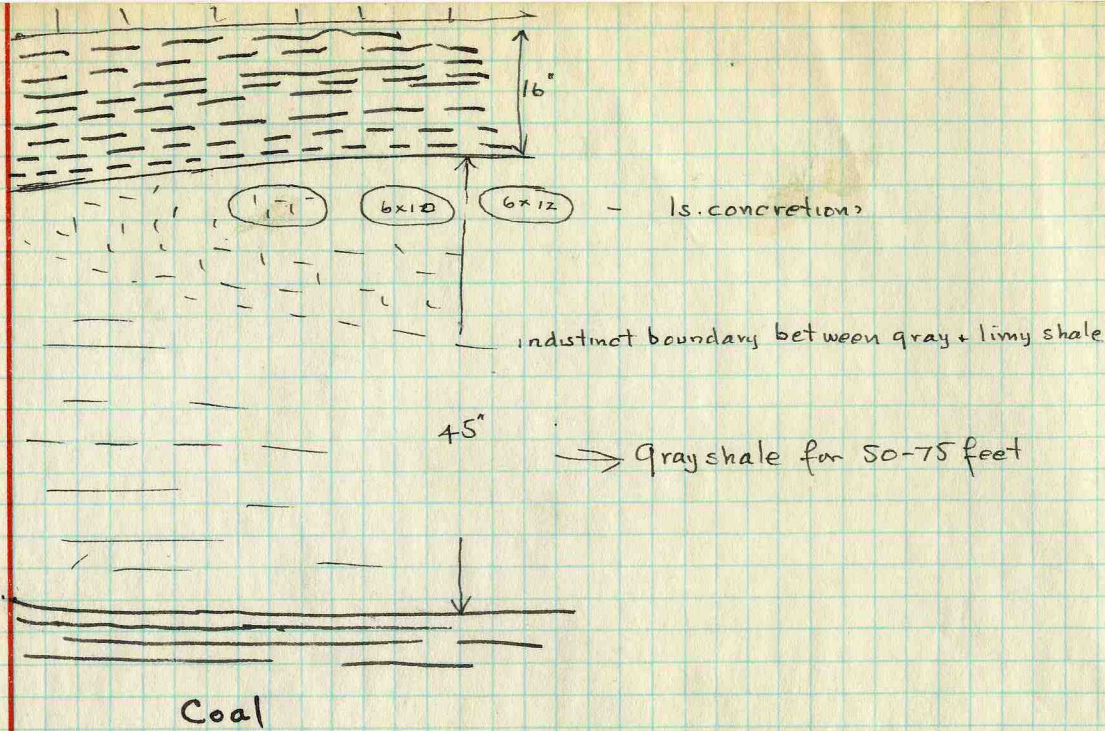 16"
6x10 6x12 - ls. concretions
indistinct boundary between gray + limy shale
45"
gray shale for 50-75 feet
Coal